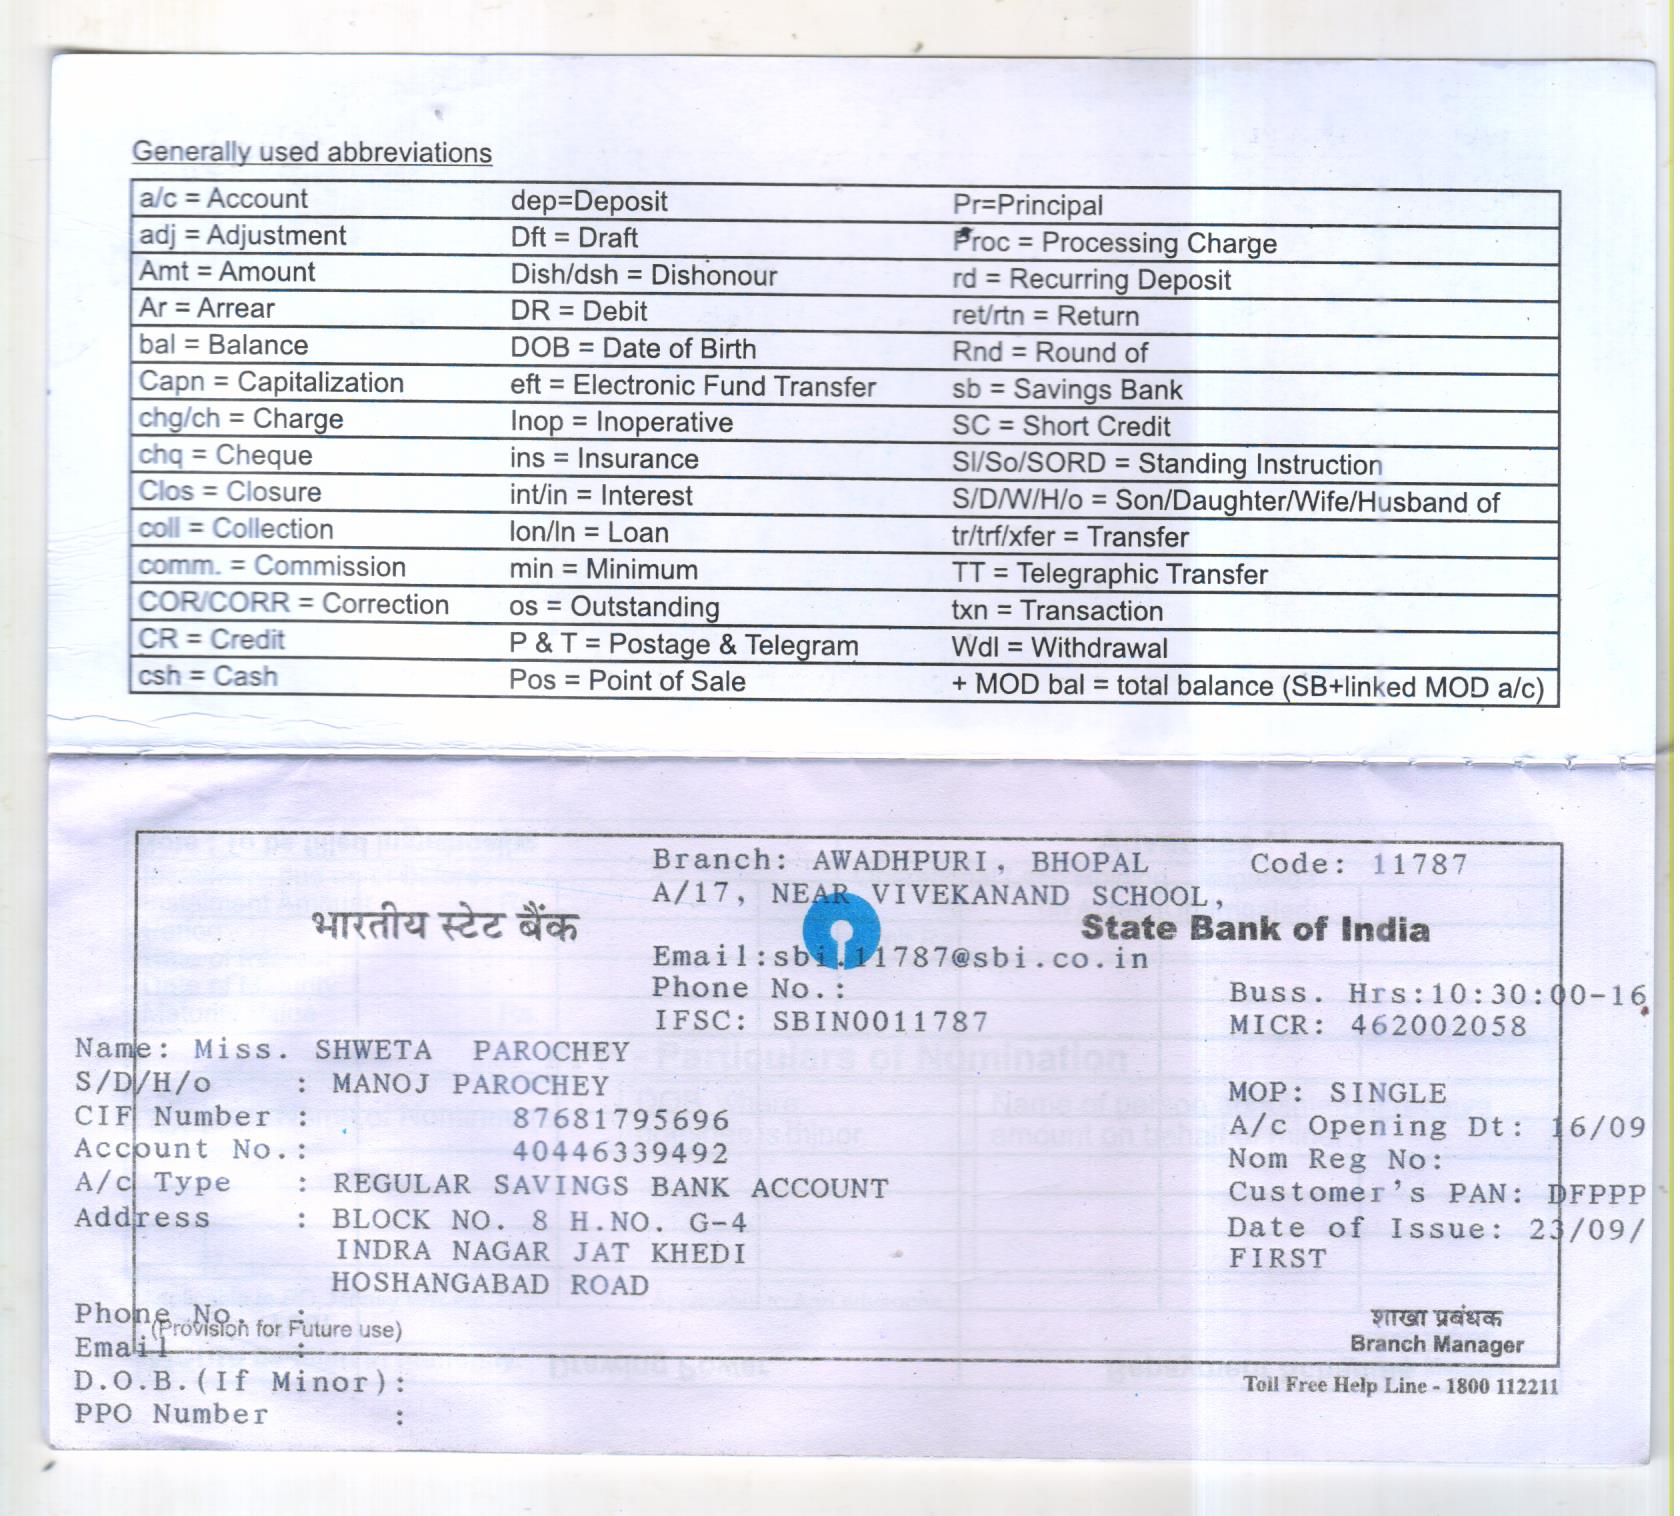 Generally used abbreviations
a/c = Account dep=Deposit Pr=Principal
adj = Adjustment Dft = Draft Proc = Processing Charge
Amt = Amount Dish/dsh = Dishonour rd = Recurring Deposit
Ar = Arrear DR = Debit ret/rtn = Return
bal = Balance DOB = Date of Birth Rnd = Round of
Capn = Capitalization eft = Electronic Fund Transfer sb = Savings Bank
chg/ch = Charge Inop = Inoperative SC = Short Credit
chq = Cheque ins = Insurance SI/So/SORD = Standing Instruction
Clos = Closure int/in = Interest S/D/W/H/o = Son/Daughter/Wife/Husband of
coll = Collection lon/ln = Loan tr/trf/xfer = Transfer
comm. = Commission min = Minimum TT = Telegraphic Transfer
COR/CORR = Correction os = Outstanding txn = Transaction
CR = Credit P & T = Postage & Telegram Wdl = Withdrawal
csh = Cash Pos = Point of Sale + MOD bal = total balance (SB+linked MOD a/c)
Branch: AWADHPURI, BHOPAL Code: 11787
A/17, NEAR VIVEKANAND SCHOOL,
भारतीय स्टेट बैंक State Bank of India
Email:sbi.11787@sbi.co.in
Phone No.: Buss. Hrs:10:30:00-16
IFSC: SBIN0011787 MICR: 462002058
Name: Miss. SHWETA PAROCHEY
S/D/H/o : MANOJ PAROCHEY MOP: SINGLE
CIF Number : 87681795696 A/c Opening Dt: 16/09
Account No.: 40446339492 Nom Reg No:
A/c Type : REGULAR SAVINGS BANK ACCOUNT Customer's PAN: DFPPP
Address : BLOCK NO. 8 H.NO. G-4 Date of Issue: 23/09/
INDRA NAGAR JAT KHEDI FIRST
HOSHANGABAD ROAD
Phone No. : शाखा प्रबंधक
(Provision for Future use)
Email : Branch Manager
D.O.B.(If Minor): Toll Free Help Line - 1800 112211
PPO Number :